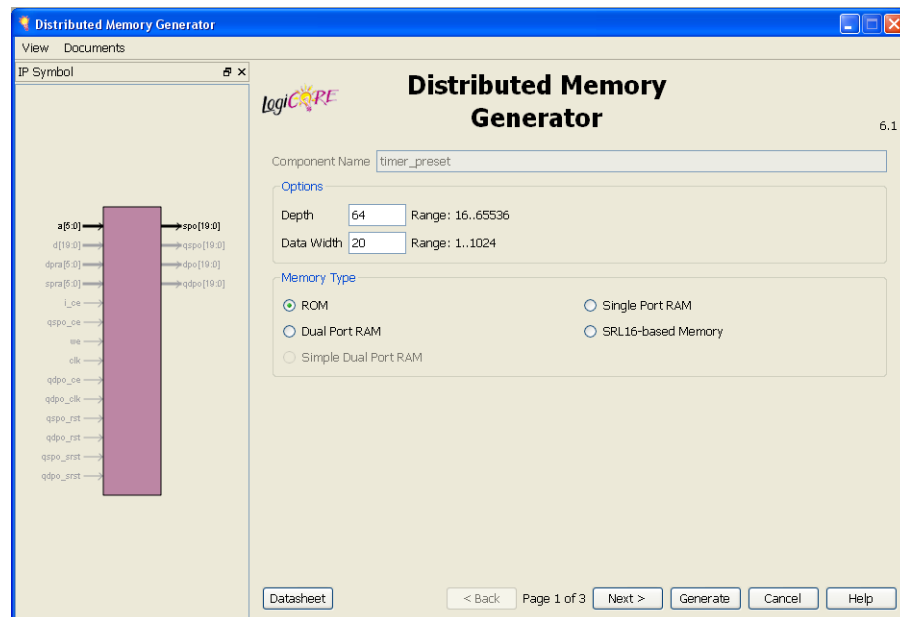 Distributed Memory Generator
View Documents
IP Symbol
a[5:0]
d[19:0]
dpra[5:0]
spra[5:0]
i_ce
qspo_ce
we
clk
qdpo_ce
qdpo_clk
qspo_rst
qdpo_rst
qspo_srst
qdpo_srst
spo[19:0]
qspo[19:0]
dpo[19:0]
qdpo[19:0]
LogiCORE
Distributed Memory
Generator
6.1
Component Name timer_preset
Options
Depth 64 Range: 16..65536
Data Width 20 Range: 1..1024
Memory Type
ROM Single Port RAM
Dual Port RAM SRL16-based Memory
Simple Dual Port RAM
Datasheet < Back Page 1 of 3 Next > Generate Cancel Help